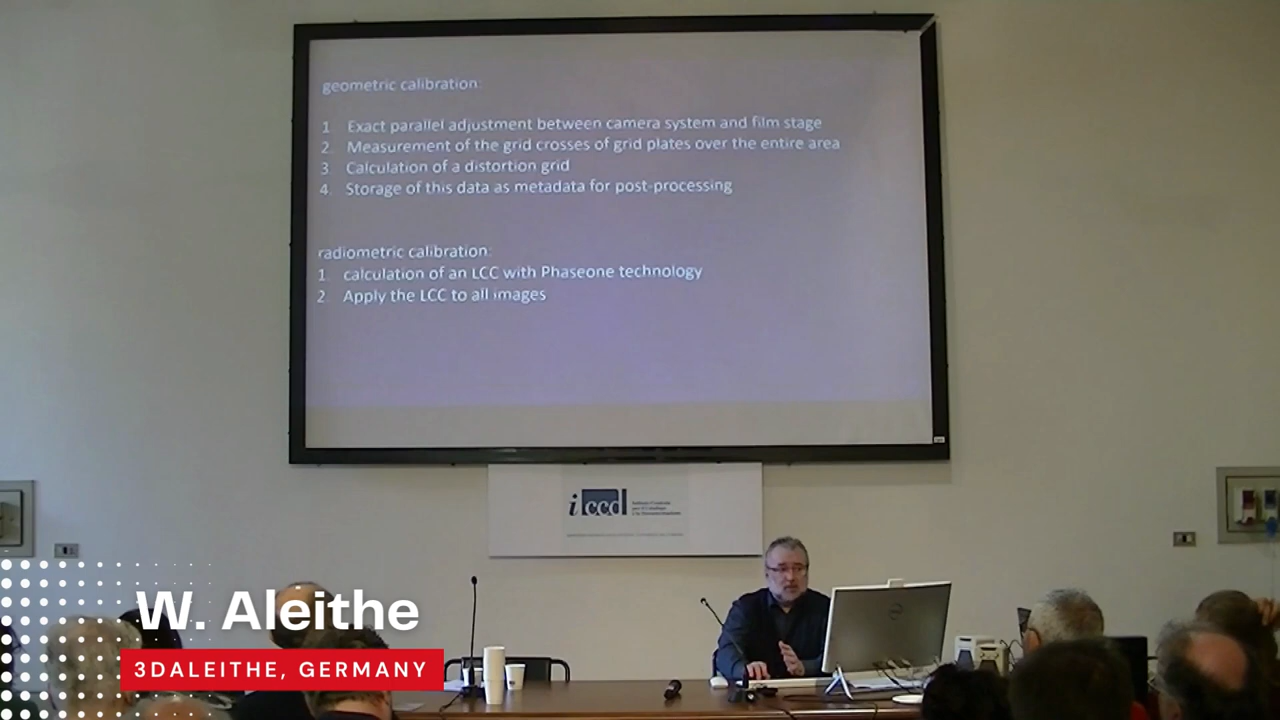 geometric calibration:
1 Exact parallel adjustment between camera system and film stage
2. Measurement of the grid crosses of grid plates over the entire area
3. Calculation of a distortion grid
4. Storage of this data as metadata for post-processing
radiometric calibration:
1. calculation of an LCC with Phaseone technology
2. Apply the LCC to all images
iccd
DELL
W. Aleithe
3DALEITHE, GERMANY